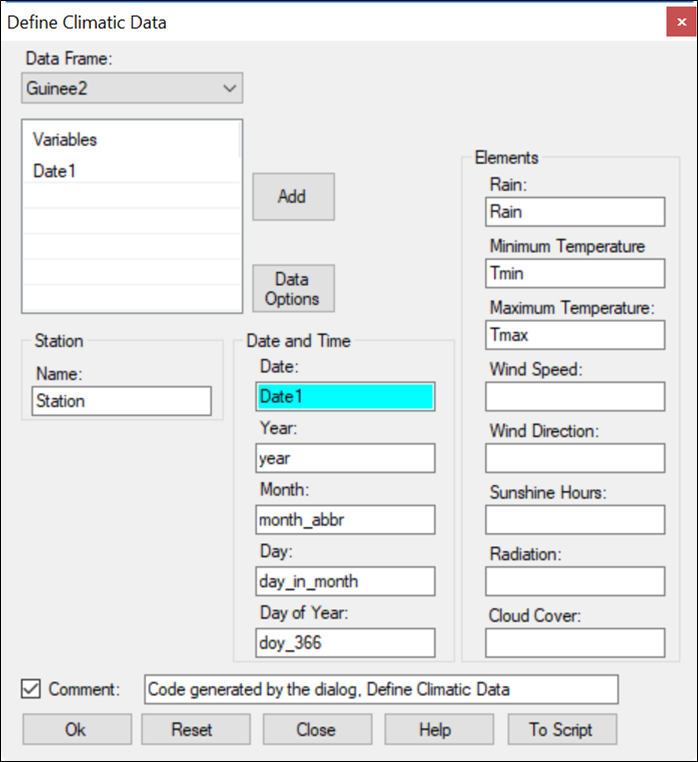 Define Climatic Data
Data Frame:
Guinee2
Variables
Date1
Add
Data
Options
Station
Name:
Station
Date and Time
Date:
Date1
Year:
year
Month:
month_abbr
Day:
day_in_month
Day of Year:
doy_366
Elements
Rain:
Rain
Minimum Temperature
Tmin
Maximum Temperature:
Tmax
Wind Speed:
Wind Direction:
Sunshine Hours:
Radiation:
Cloud Cover:
Comment:
Code generated by the dialog, Define Climatic Data
Ok
Reset
Close
Help
To Script